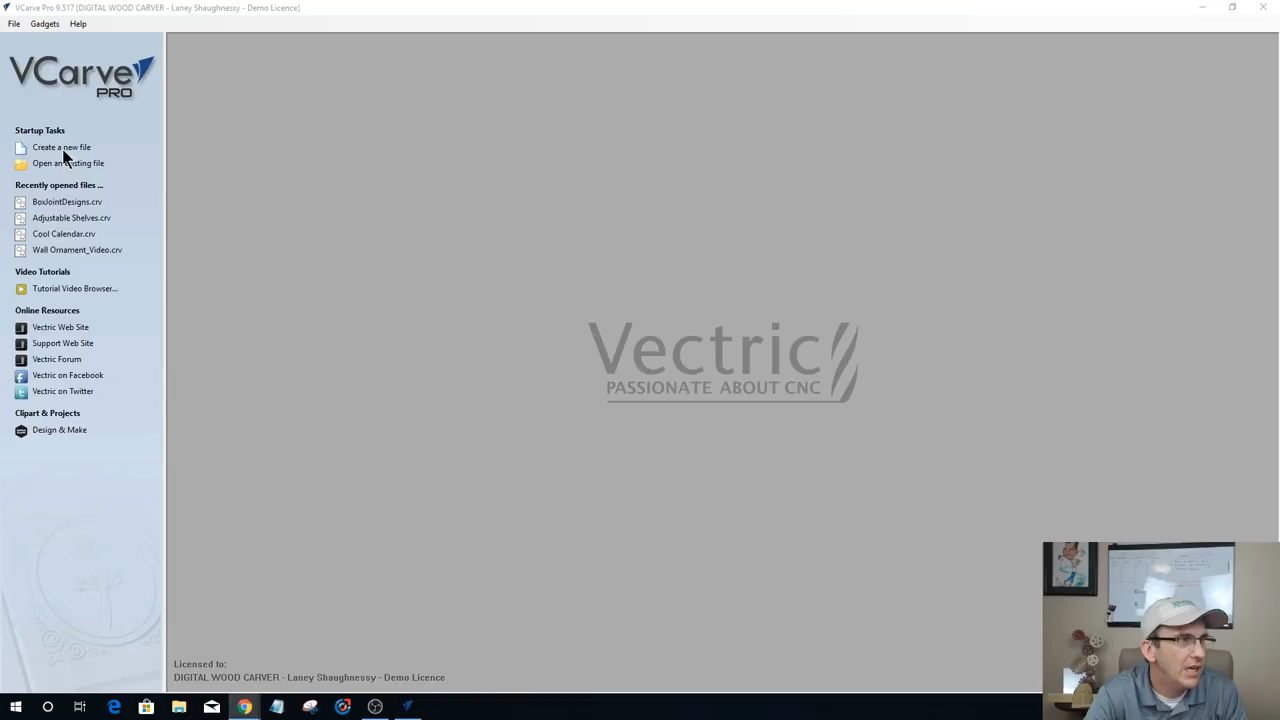 VCarve Pro 9.517 [DIGITAL WOOD CARVER - Laney Shaughnessy - Demo Licence]
File Gadgets Help
VCarve
PRO
Startup Tasks
Create a new file
Open an existing file
Recently opened files ...
BoxJointDesigns.crv
Adjustable Shelves.crv
Cool Calendar.crv
Wall Ornament_Video.crv
Video Tutorials
Tutorial Video Browser...
Online Resources
Vectric Web Site
Support Web Site
Vectric Forum
Vectric on Facebook
Vectric on Twitter
Clipart & Projects
Design & Make
Vectric
PASSIONATE ABOUT CNC
Licensed to:
DIGITAL WOOD CARVER - Laney Shaughnessy - Demo Licence